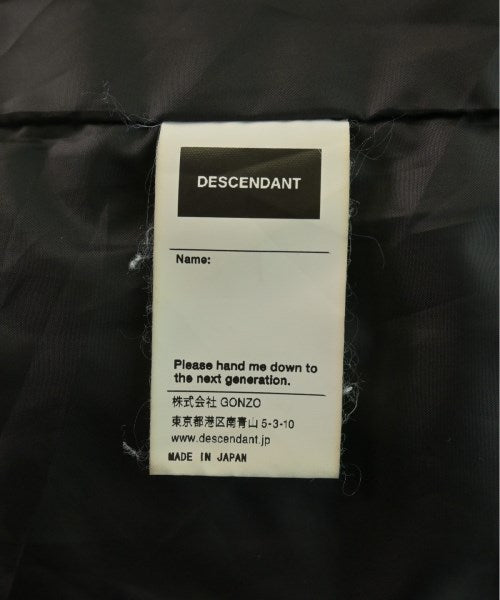 DESCENDANT
Name:
Please hand me down to
the next generation.
株式会社 GONZO
東京都港区南青山 5-3-10
www.descendant.jp
MADE IN JAPAN